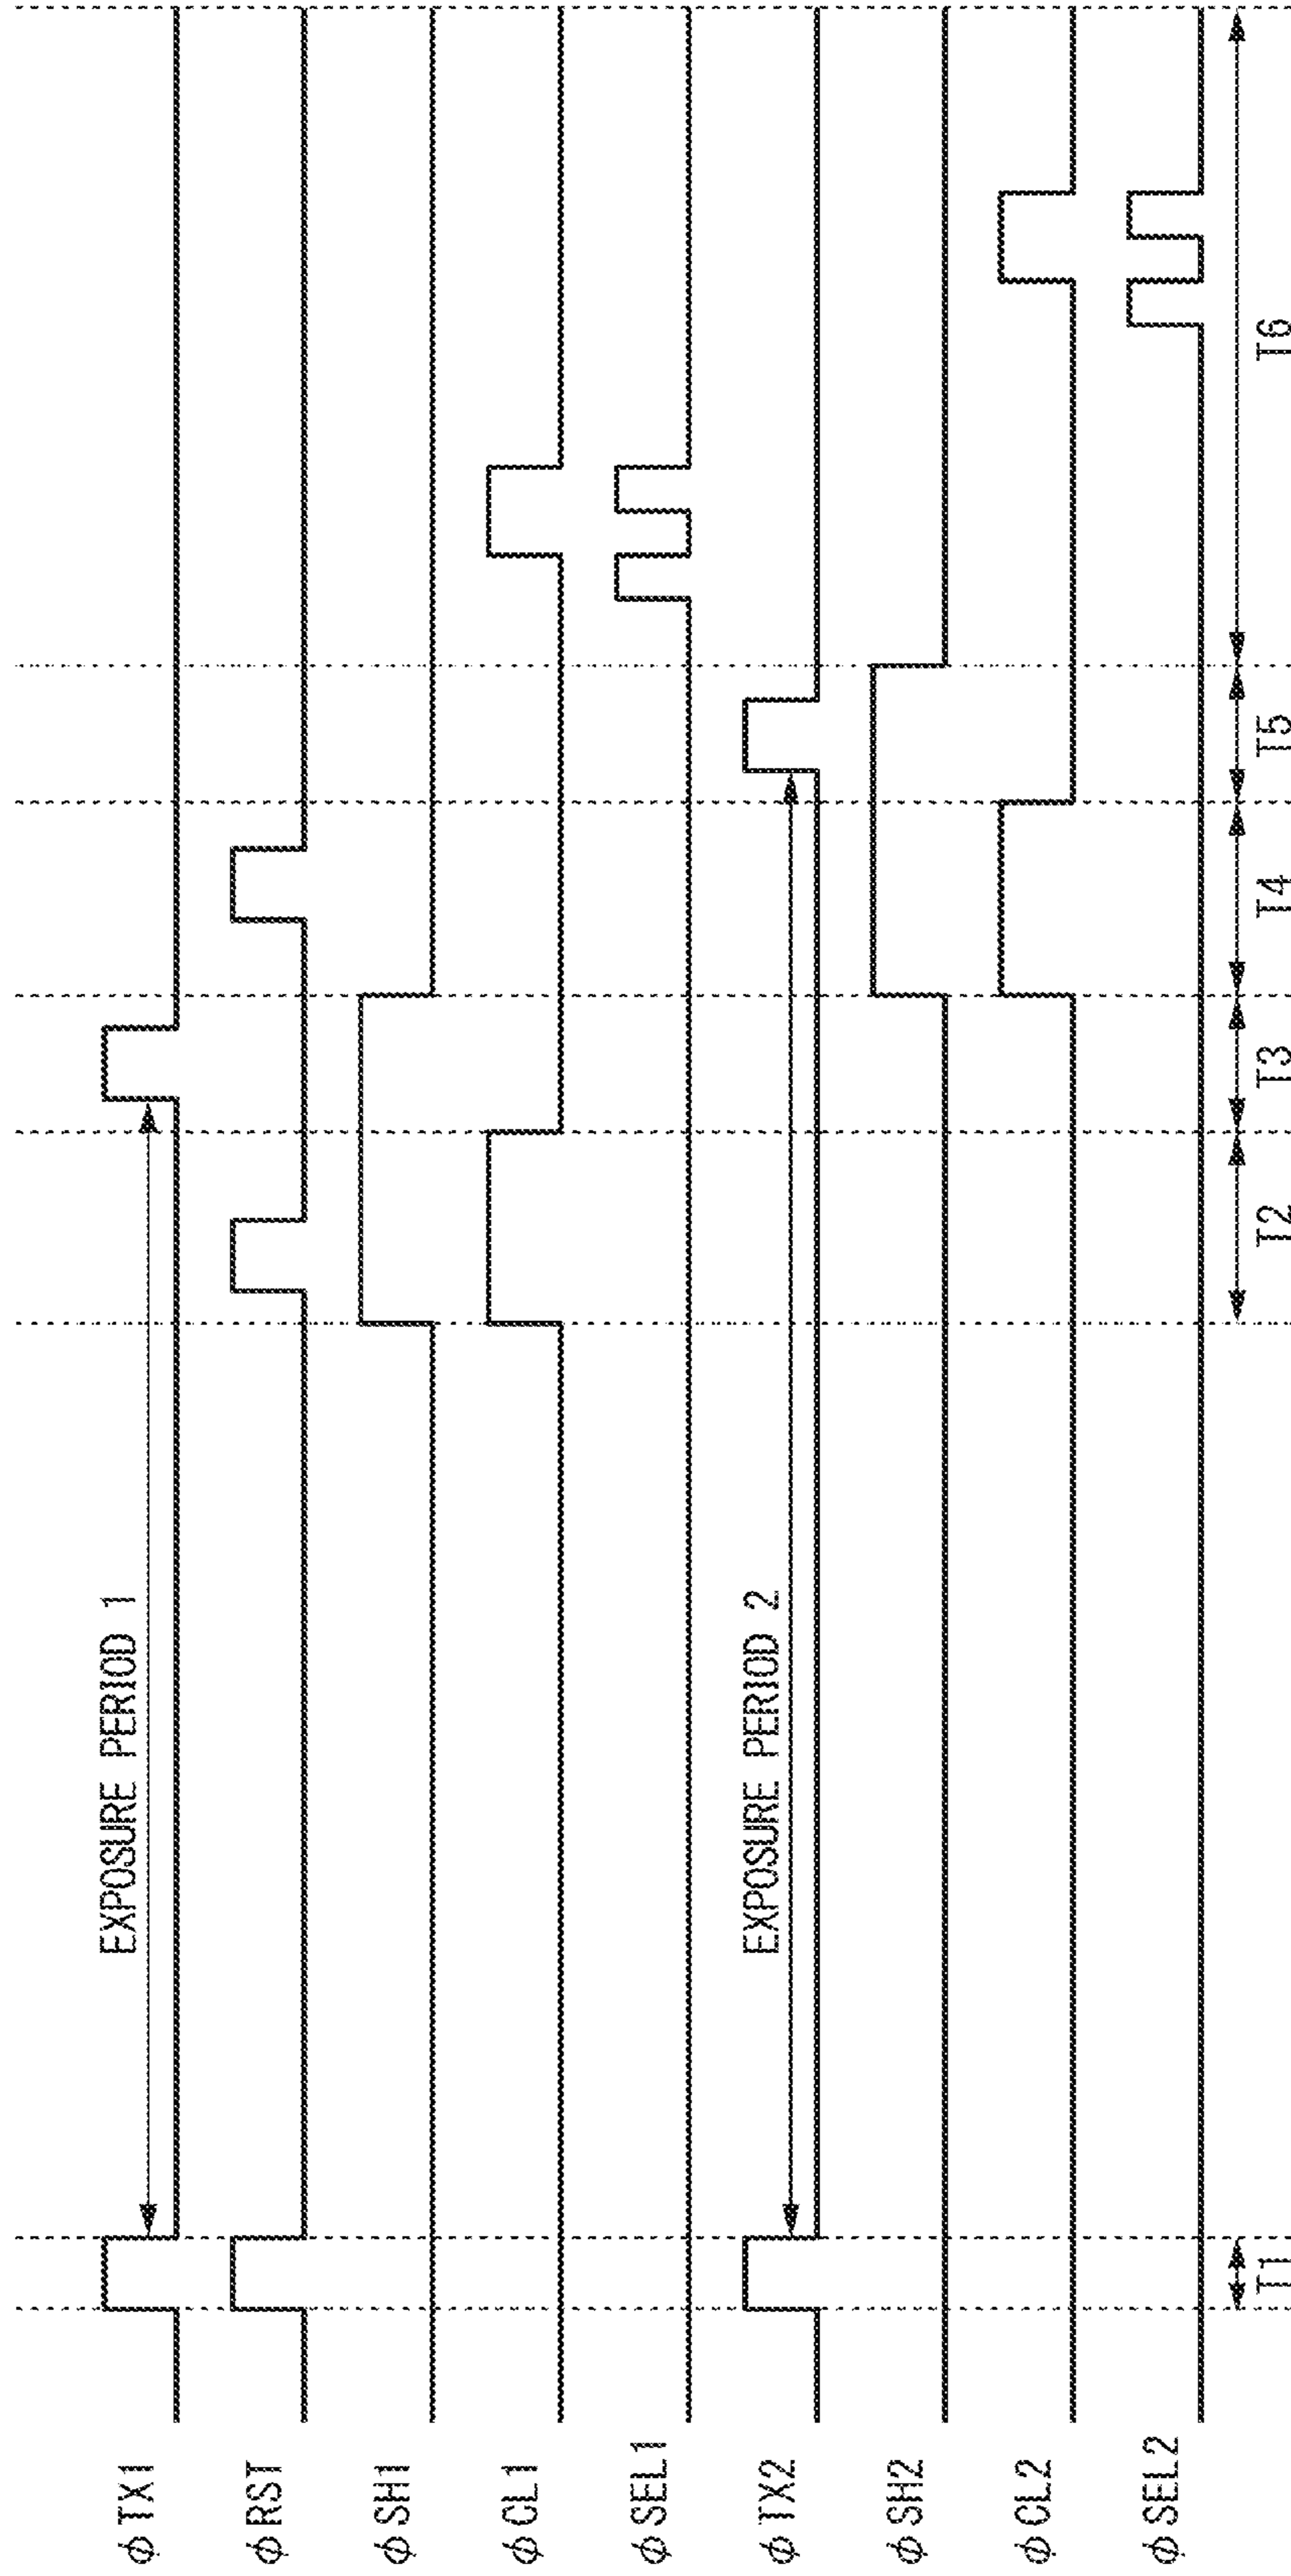 φTX1
EXPOSURE PERIOD 1
φRST
φSH1
φCL1
φSEL1
φTX2
EXPOSURE PERIOD 2
φSH2
φCL2
φSEL2
T1
T2
T3
T4
T5
T6